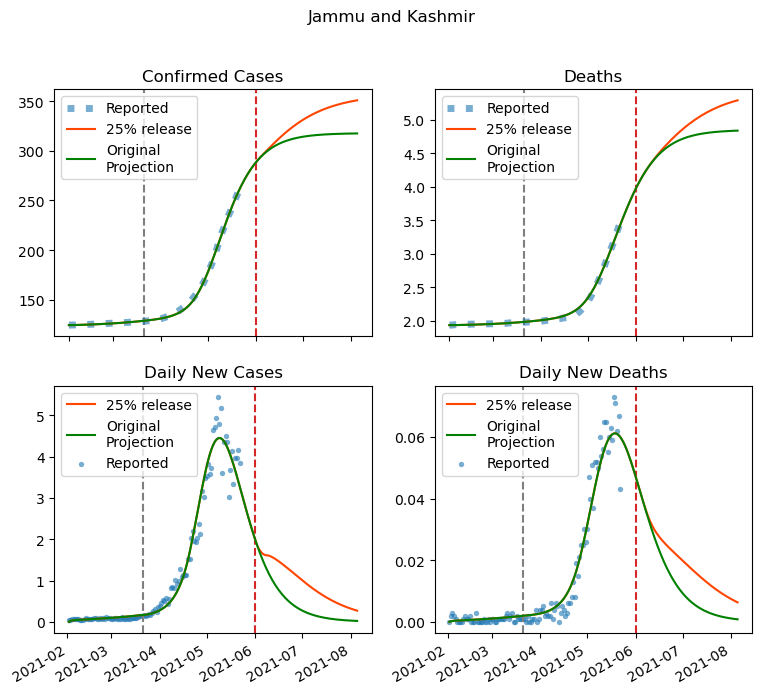 Jammu and Kashmir
Confirmed Cases
350
300
250
200
150
Reported
25% release
Original
Projection
Deaths
5.0
4.5
4.0
3.5
3.0
2.5
2.0
Reported
25% release
Original
Projection
Daily New Cases
5
4
3
2
1
0
25% release
Original
Projection
Reported
2021-02
2021-03
2021-04
2021-05
2021-06
2021-07
2021-08
Daily New Deaths
0.06
0.04
0.02
0.00
25% release
Original
Projection
Reported
2021-02
2021-03
2021-04
2021-05
2021-06
2021-07
2021-08